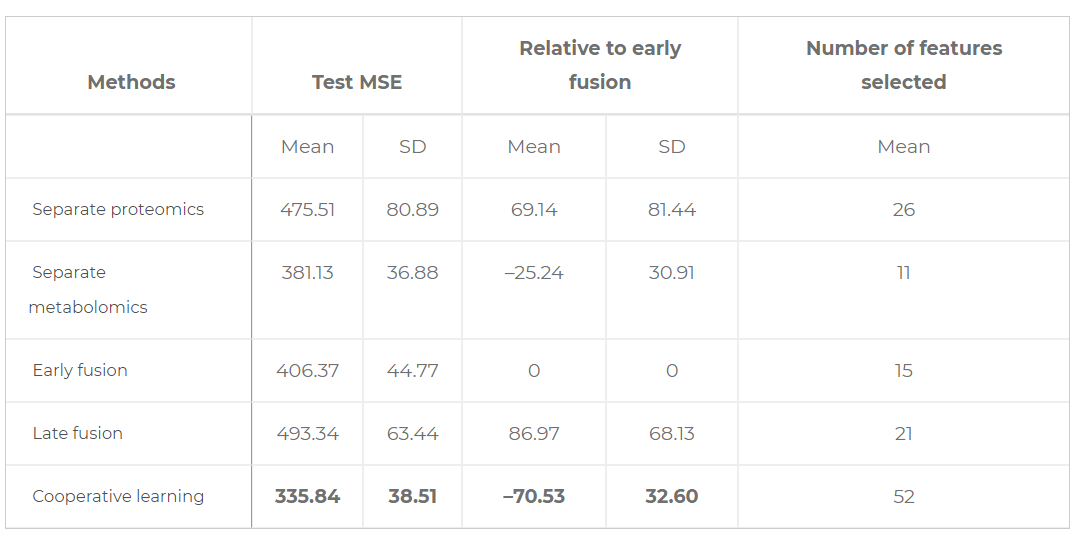 Methods Test MSE Relative to early fusion Number of features selected
Mean SD Mean SD Mean
Separate proteomics 475.51 80.89 69.14 81.44 26
Separate metabolomics 381.13 36.88 –25.24 30.91 11
Early fusion 406.37 44.77 0 0 15
Late fusion 493.34 63.44 86.97 68.13 21
Cooperative learning 335.84 38.51 –70.53 32.60 52